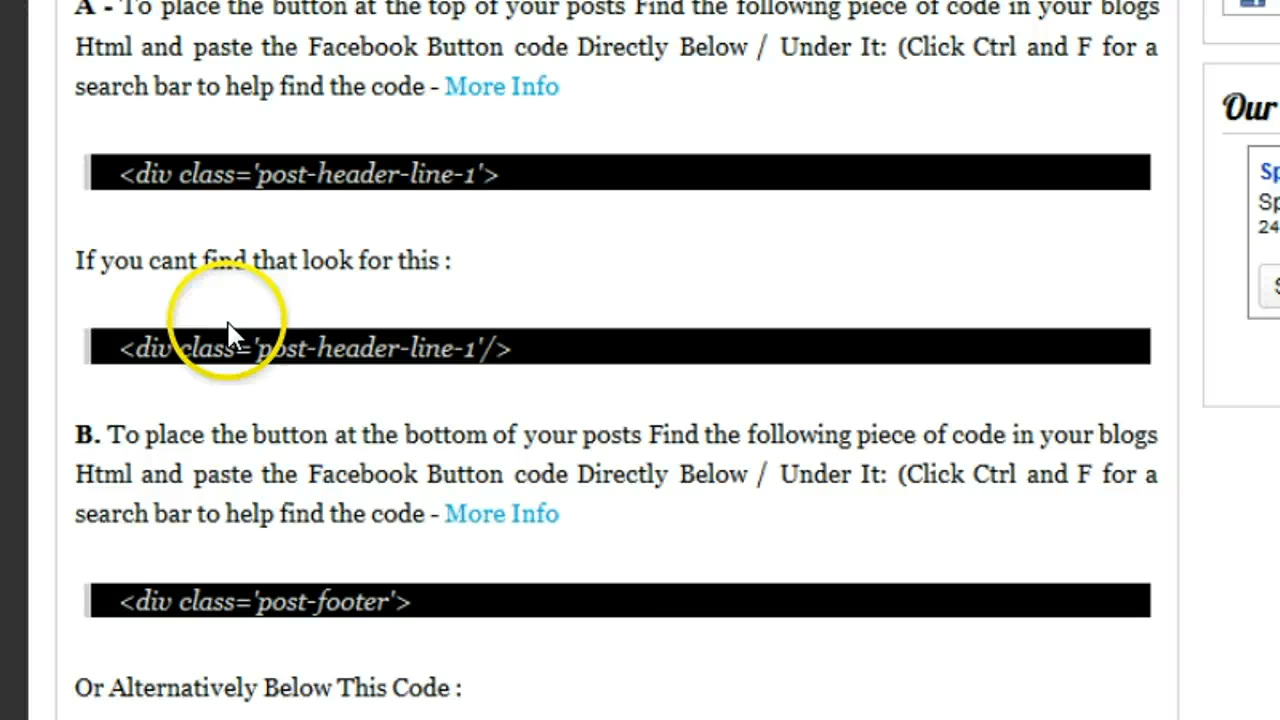 A - To place the button at the top of your posts Find the following piece of code in your blogs
Html and paste the Facebook Button code Directly Below / Under It: (Click Ctrl and F for a
search bar to help find the code - More Info
<div class='post-header-line-1'>
If you cant find that look for this :
<div class='post-header-line-1'/>
B. To place the button at the bottom of your posts Find the following piece of code in your blogs
Html and paste the Facebook Button code Directly Below / Under It: (Click Ctrl and F for a
search bar to help find the code - More Info
<div class='post-footer'>
Or Alternatively Below This Code :
Our
Sp
Sp
24